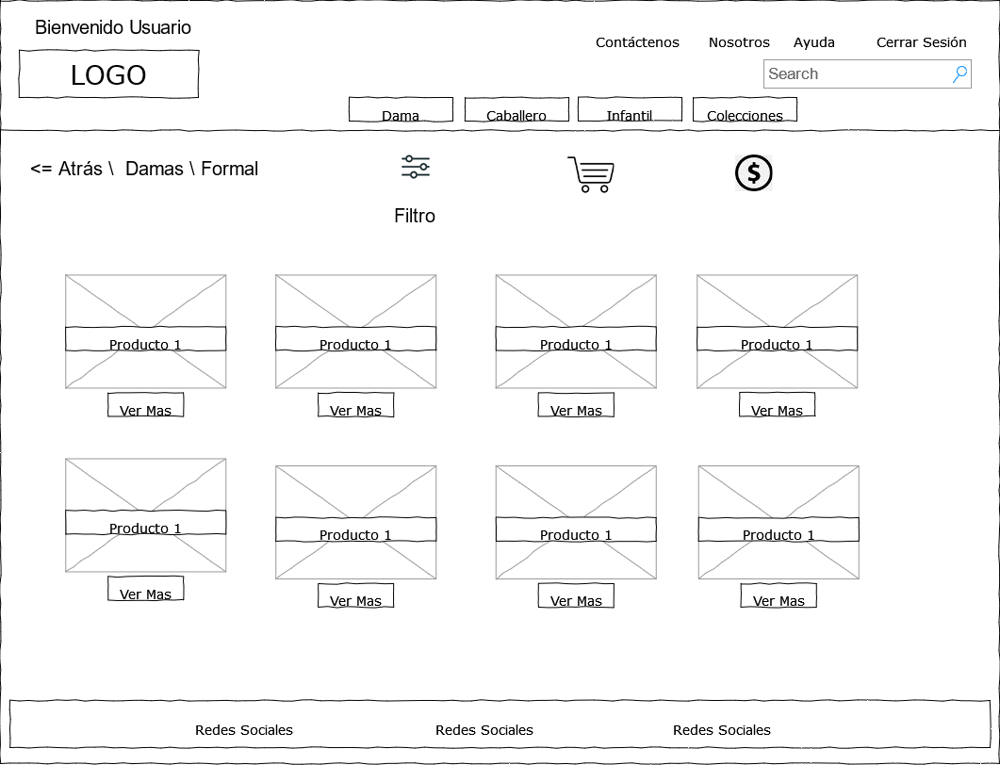 Bienvenido Usuario
Contáctenos Nosotros Ayuda Cerrar Sesión
LOGO
Search
Dama Caballero Infantil Colecciones
<= Atrás \ Damas \ Formal
$
Filtro
Producto 1 Producto 1 Producto 1 Producto 1
Ver Mas Ver Mas Ver Mas Ver Mas
Producto 1 Producto 1 Producto 1 Producto 1
Ver Mas Ver Mas Ver Mas Ver Mas
Redes Sociales Redes Sociales Redes Sociales